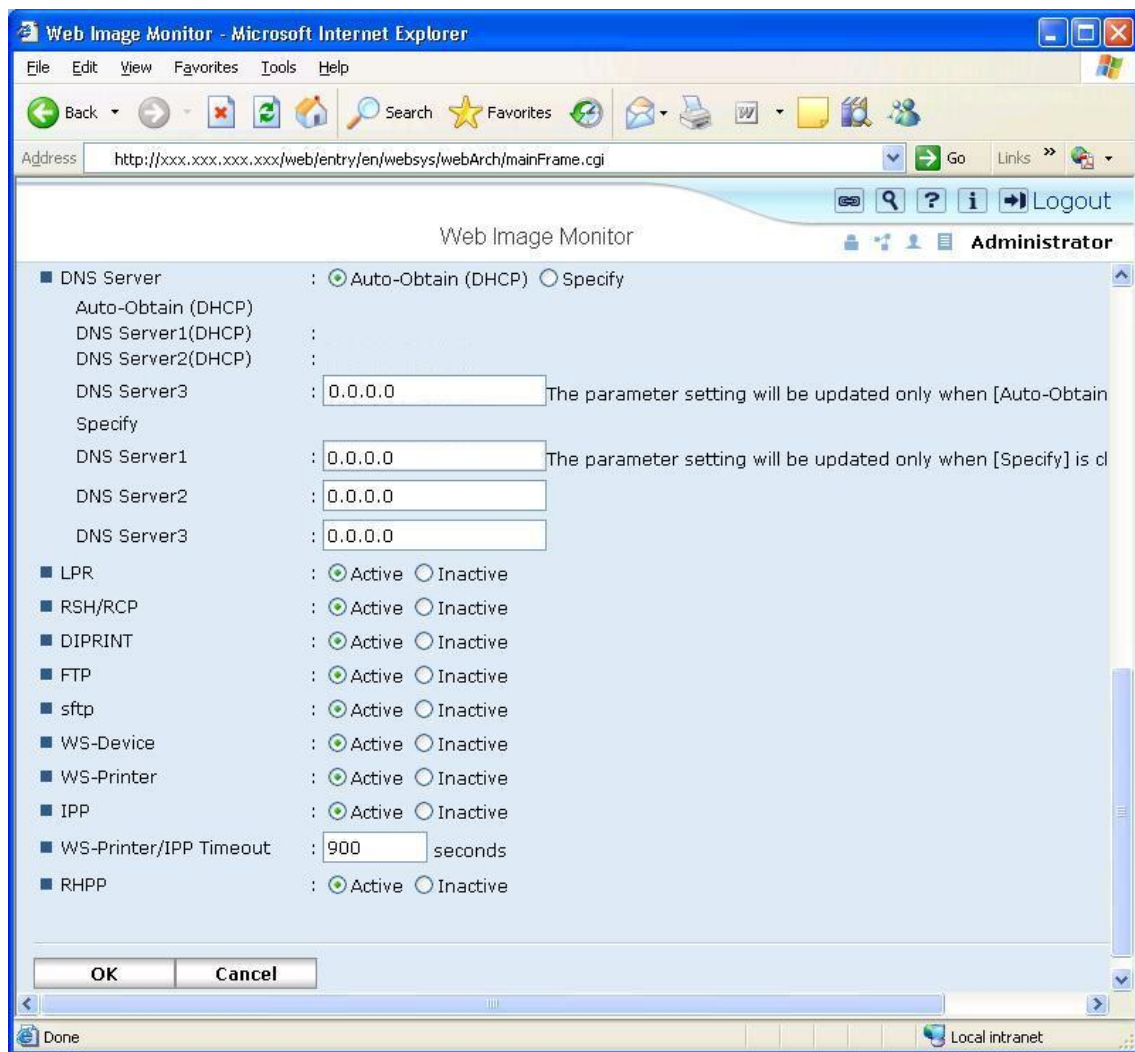 Web Image Monitor - Microsoft Internet Explorer
File Edit View Favorites Tools Help
Back Search Favorites
Address http://xxx.xxx.xxx.xxx/web/entry/en/websys/webArch/mainFrame.cgi Go Links »
? i Logout
Web Image Monitor Administrator
DNS Server : Auto-Obtain (DHCP) Specify
Auto-Obtain (DHCP)
DNS Server1(DHCP) :
DNS Server2(DHCP) :
DNS Server3 : 0.0.0.0 The parameter setting will be updated only when [Auto-Obtain
Specify
DNS Server1 : 0.0.0.0 The parameter setting will be updated only when [Specify] is cl
DNS Server2 : 0.0.0.0
DNS Server3 : 0.0.0.0
LPR : Active Inactive
RSH/RCP : Active Inactive
DIPRINT : Active Inactive
FTP : Active Inactive
sftp : Active Inactive
WS-Device : Active Inactive
WS-Printer : Active Inactive
IPP : Active Inactive
WS-Printer/IPP Timeout : 900 seconds
RHPP : Active Inactive
OK Cancel
Done Local intranet